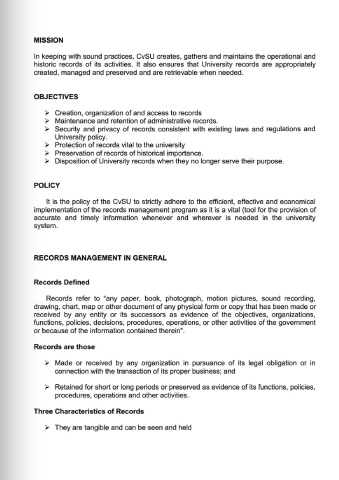 MISSION
In keeping with sound practices, CvSU creates, gathers and maintains the operational and
historic records of its activities. It also ensures that University records are appropriately
created, managed and preserved and are retrievable when needed.
OBJECTIVES
➢ Creation, organization of and access to records
➢ Maintenance and retention of administrative records.
➢ Security and privacy of records consistent with existing laws and regulations and
University policy.
➢ Protection of records vital to the university
➢ Preservation of records of historical importance.
➢ Disposition of University records when they no longer serve their purpose.
POLICY
It is the policy of the CvSU to strictly adhere to the efficient, effective and economical
implementation of the records management program as it is a vital (tool for the provision of
accurate and timely information whenever and wherever is needed in the university
system.
RECORDS MANAGEMENT IN GENERAL
Records Defined
Records refer to "any paper, book, photograph, motion pictures, sound recording,
drawing, chart, map or other document of any physical form or copy that has been made or
received by any entity or its successors as evidence of the objectives, organizations,
functions, policies, decisions, procedures, operations, or other activities of the government
or because of the information contained therein".
Records are those
➢ Made or received by any organization in pursuance of its legal obligation or in
connection with the transaction of its proper business; and
➢ Retained for short or long periods or preserved as evidence of its functions, policies,
procedures, operations and other activities.
Three Characteristics of Records
➢ They are tangible and can be seen and held